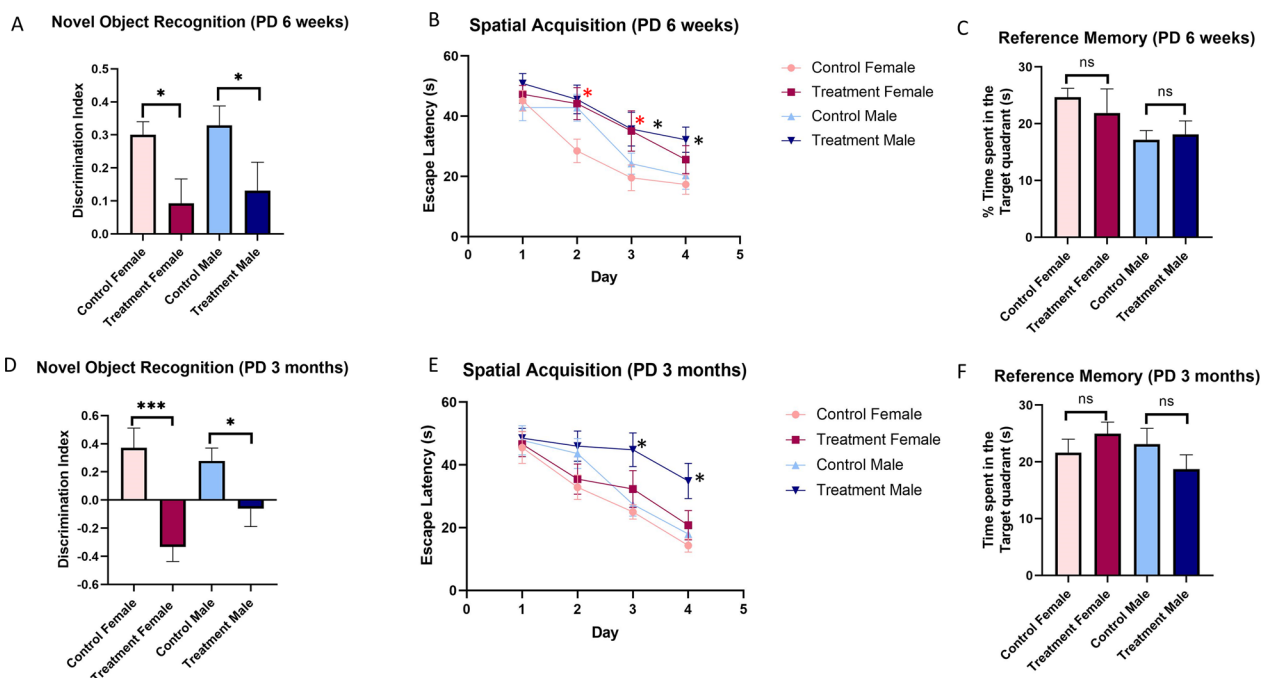 A
Novel Object Recognition (PD 6 weeks)
Discrimination Index
0.5
0.4
0.3
0.2
0.1
0.0
*
*
Control Female
Treatment Female
Control Male
Treatment Male
B
Spatial Acquisition (PD 6 weeks)
Escape Latency (s)
60
40
20
0
*
* *
*
0 1 2 3 4 5
Day
Control Female
Treatment Female
Control Male
Treatment Male
C
Reference Memory (PD 6 weeks)
% Time spent in the
Target quadrant (s)
30
20
10
0
ns
ns
Control Female
Treatment Female
Control Male
Treatment Male
D
Novel Object Recognition (PD 3 months)
Discrimination Index
0.6
0.4
0.2
0.0
-0.2
-0.4
-0.6
***
*
Control Female
Treatment Female
Control Male
Treatment Male
E
Spatial Acquisition (PD 3 months)
Escape Latency (s)
60
40
20
0
*
*
0 1 2 3 4 5
Day
Control Female
Treatment Female
Control Male
Treatment Male
F
Reference Memory (PD 3 months)
Time spent in the
Target quadrant (s)
30
20
10
0
ns
ns
Control Female
Treatment Female
Control Male
Treatment Male